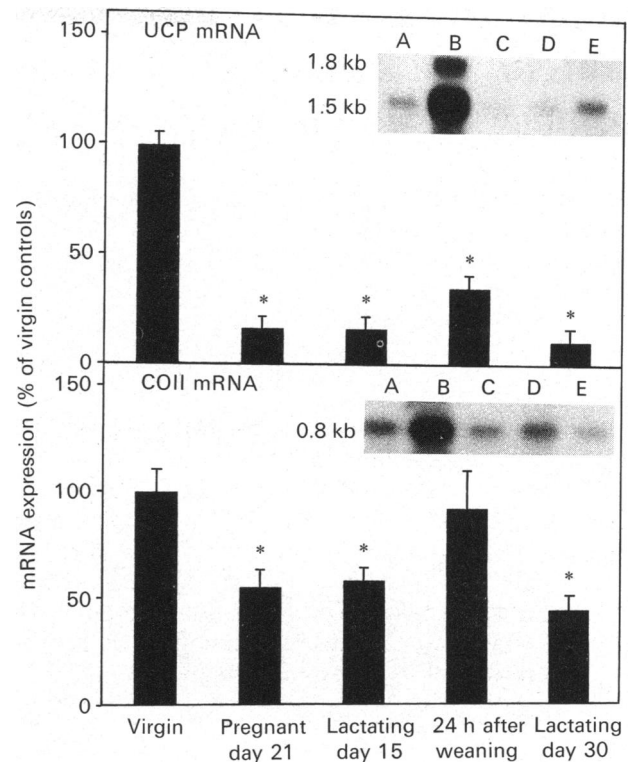 mRNA expression (% of virgin controls)
150
UCP mRNA
A B C D E
1.8 kb
1.5 kb
100
50
* * * *
0
150
COII mRNA
A B C D E
0.8 kb
100
* * *
50
0
Virgin Pregnant Lactating 24 h after Lactating
day 21 day 15 weaning day 30